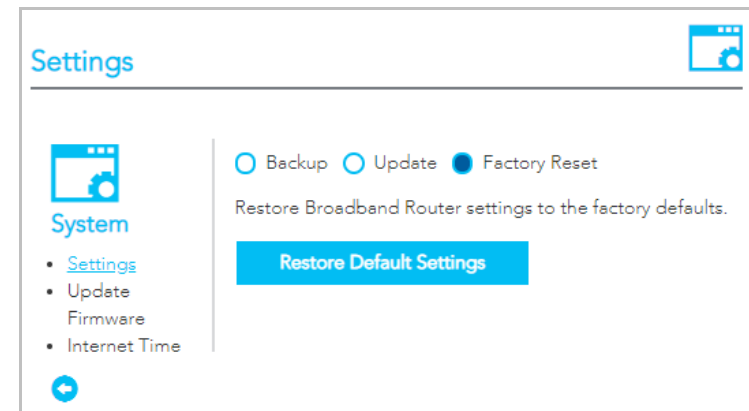 Settings
System
Settings
Update
Firmware
Internet Time
Backup Update Factory Reset
Restore Broadband Router settings to the factory defaults.
Restore Default Settings